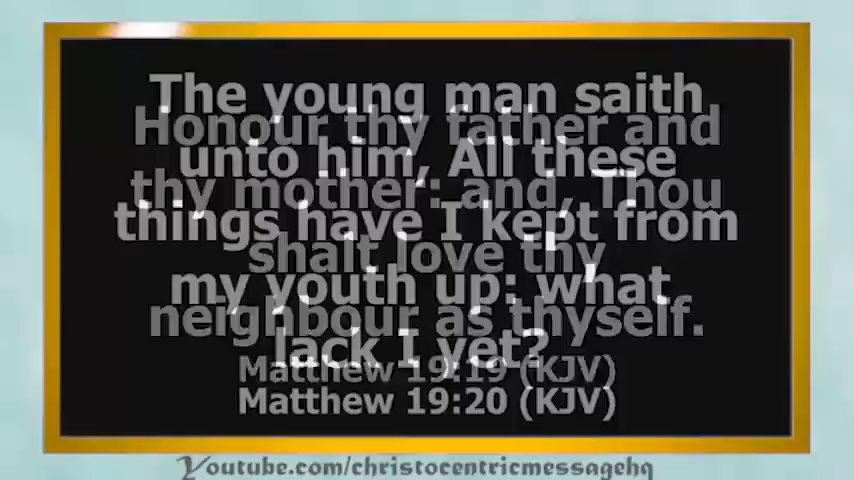 The young man saith
Honour thy father and
unto him, All these
thy mother: and, Thou
things have I kept from
shalt love thy
my youth up: what
neighbour as thyself.
lack I yet?
Matthew 19:19 (KJV)
Matthew 19:20 (KJV)
Youtube.com/christocentricmessagehq